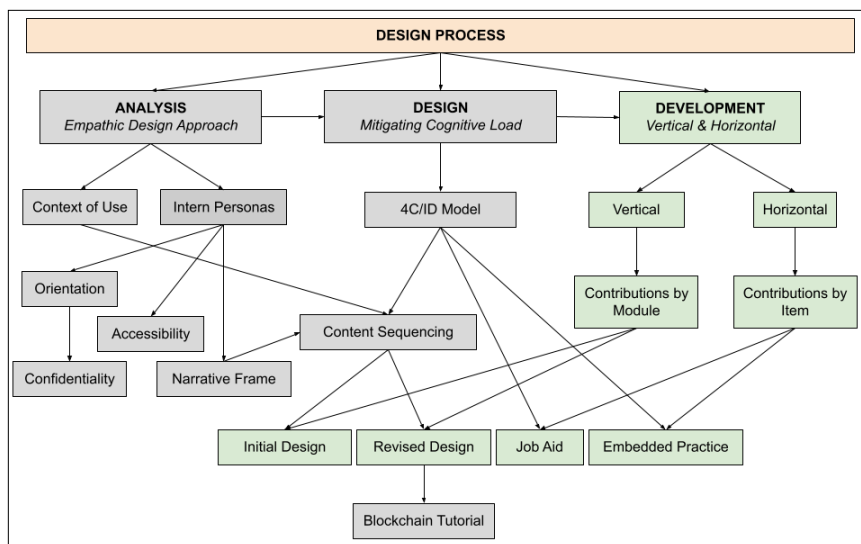 DESIGN PROCESS
ANALYSIS
Empathic Design Approach
DESIGN
Mitigating Cognitive Load
DEVELOPMENT
Vertical & Horizontal
Context of Use
Intern Personas
4C/ID Model
Vertical
Horizontal
Orientation
Contributions by
Module
Contributions by
Item
Accessibility
Content Sequencing
Confidentiality
Narrative Frame
Initial Design
Revised Design
Job Aid
Embedded Practice
Blockchain Tutorial